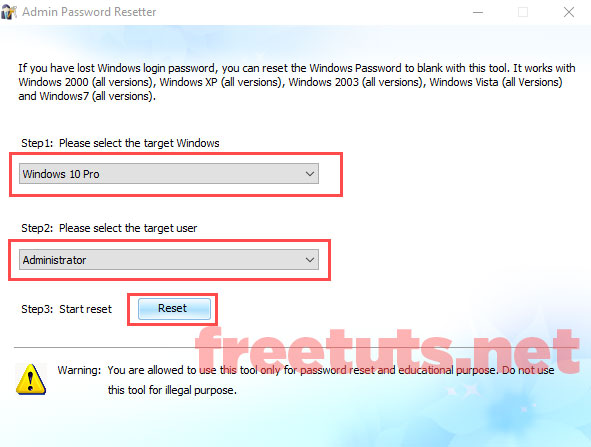 Admin Password Resetter
If you have lost Windows login password, you can reset the Windows Password to blank with this tool. It works with
Windows 2000 (all versions), Windows XP (all versions), Windows 2003 (all versions), Windows Vista (all Versions)
and Windows7 (all versions).
Step1: Please select the target Windows
Windows 10 Pro
Step2: Please select the target user
Administrator
Step3: Start reset
Reset
freetuts.net
Warning: You are allowed to use this tool only for password reset and educational purpose. Do not use
this tool for illegal purpose.